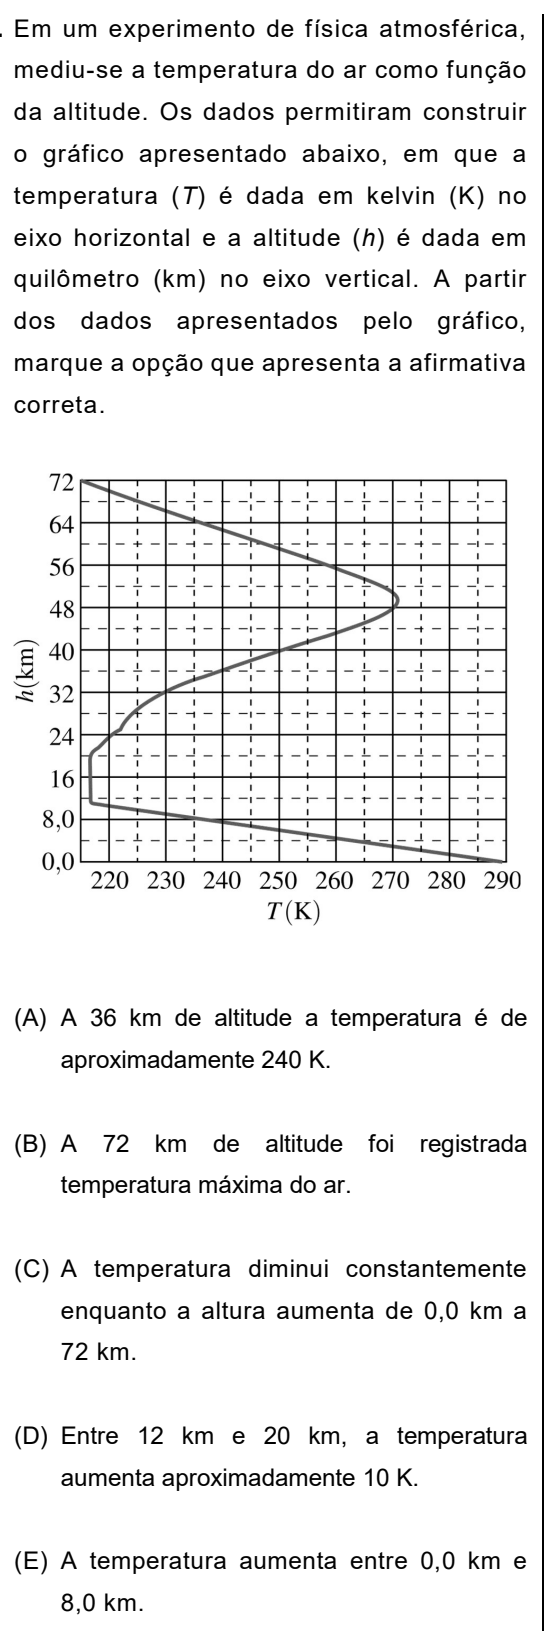 . Em um experimento de física atmosférica,
mediu-se a temperatura do ar como função
da altitude. Os dados permitiram construir
o gráfico apresentado abaixo, em que a
temperatura (T) é dada em kelvin (K) no
eixo horizontal e a altitude (h) é dada em
quilômetro (km) no eixo vertical. A partir
dos dados apresentados pelo gráfico,
marque a opção que apresenta a afirmativa
correta.
72
64
56
48
40
32
24
16
8,0
0,0
h(km)
220 230 240 250 260 270 280 290
T(K)
(A) A 36 km de altitude a temperatura é de
aproximadamente 240 K.
(B) A 72 km de altitude foi registrada
temperatura máxima do ar.
(C) A temperatura diminui constantemente
enquanto a altura aumenta de 0,0 km a
72 km.
(D) Entre 12 km e 20 km, a temperatura
aumenta aproximadamente 10 K.
(E) A temperatura aumenta entre 0,0 km e
8,0 km.